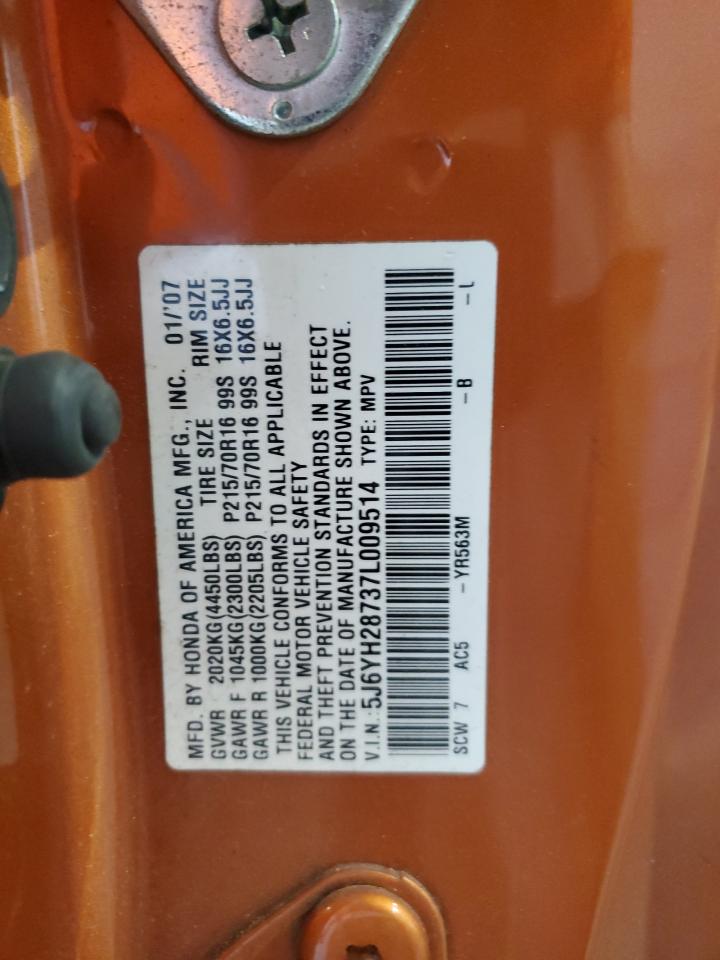 MFD. BY HONDA OF AMERICA MFG., INC. 01/'07
GVWR 2020KG(4450LBS) TIRE SIZE RIM SIZE
GAWR F 1045KG(2300LBS) P215/70R16 99S 16X6.5JJ
GAWR R 1000KG(2205LBS) P215/70R16 99S 16X6.5JJ
THIS VEHICLE CONFORMS TO ALL APPLICABLE
FEDERAL MOTOR VEHICLE SAFETY
AND THEFT PREVENTION STANDARDS IN EFFECT
ON THE DATE OF MANUFACTURE SHOWN ABOVE.
V.I.N.: 5J6YH28737L009514 TYPE: MPV
SCW 7 AC5 - YR563M - B - L